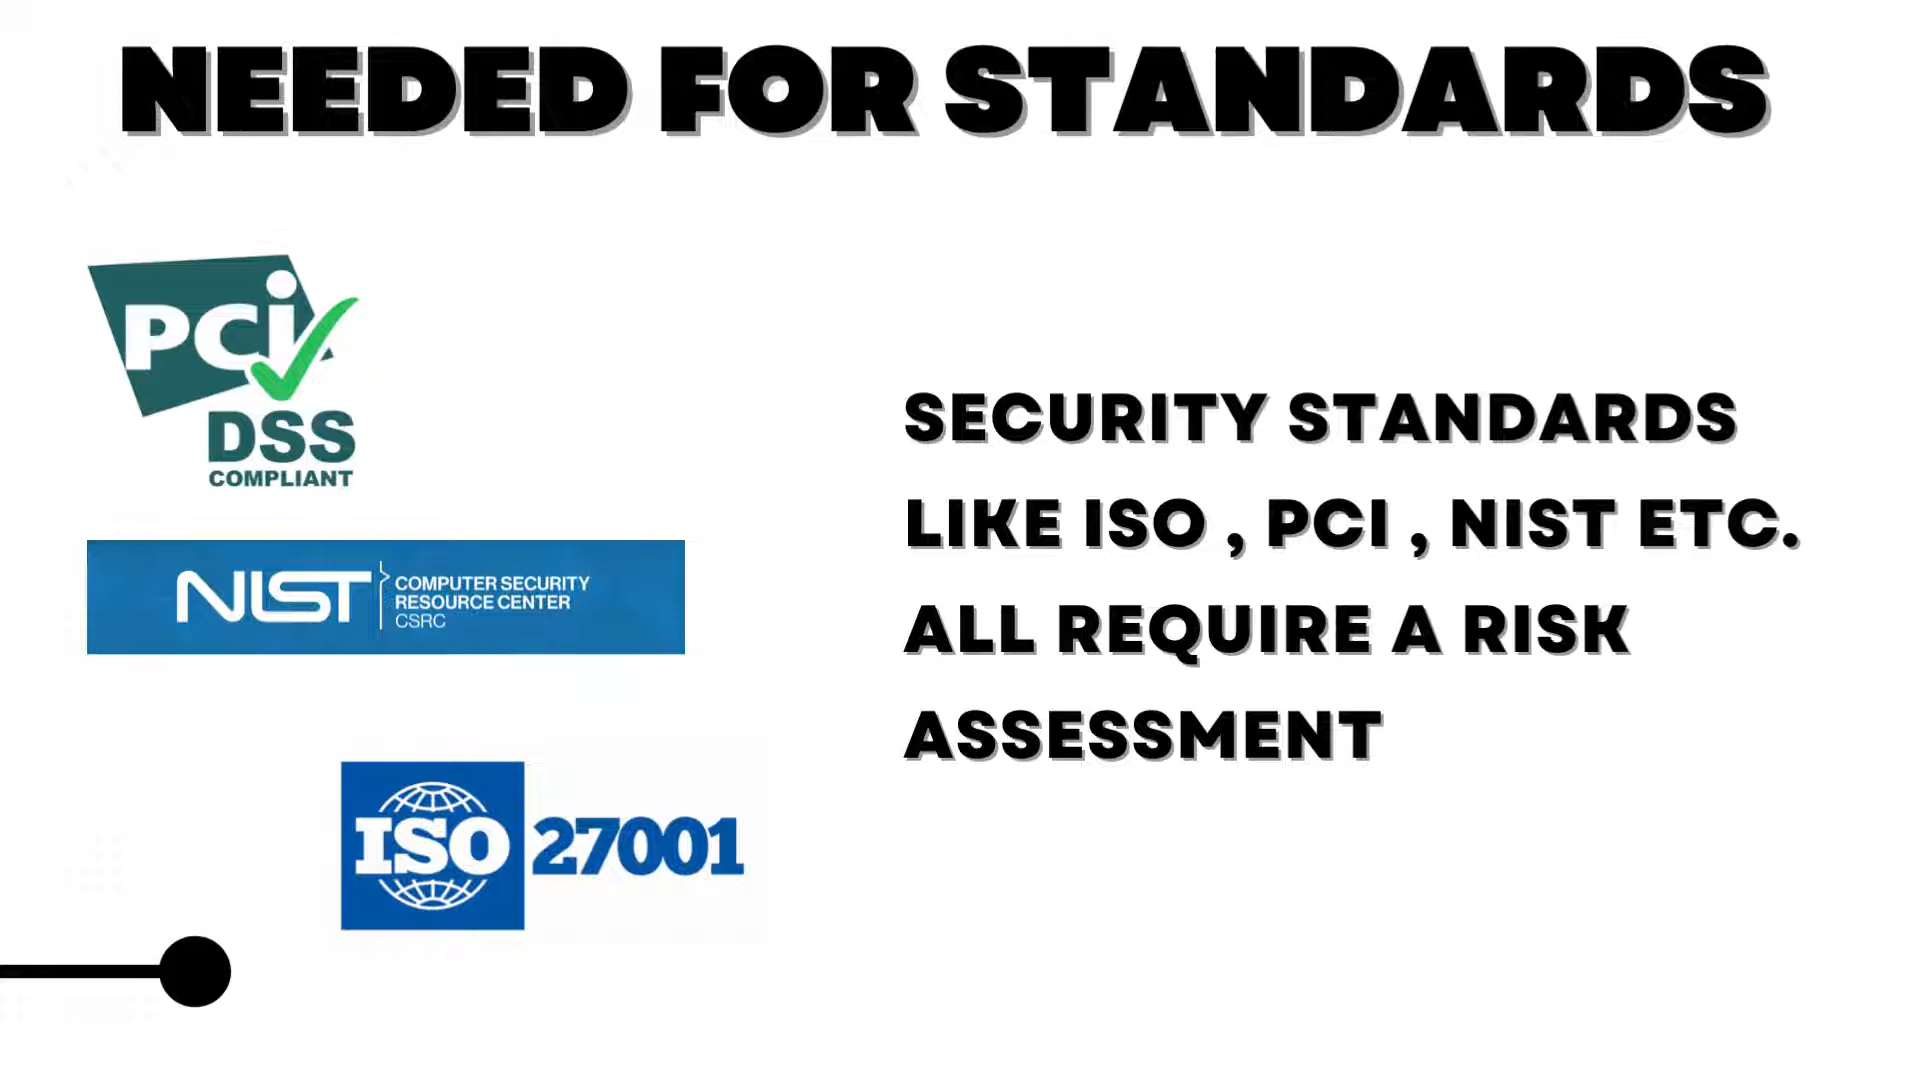 NEEDED FOR STANDARDS
PCi
DSS
COMPLIANT
NIST
COMPUTER SECURITY
RESOURCE CENTER
CSRC
ISO 27001
SECURITY STANDARDS
LIKE ISO , PCI , NIST ETC.
ALL REQUIRE A RISK
ASSESSMENT